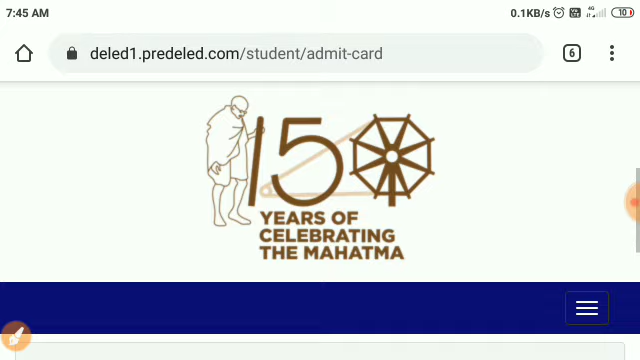 7:45 AM 0.1KB/s 4G 10
deled1.predeled.com/student/admit-card 6
150
YEARS OF
CELEBRATING
THE MAHATMA